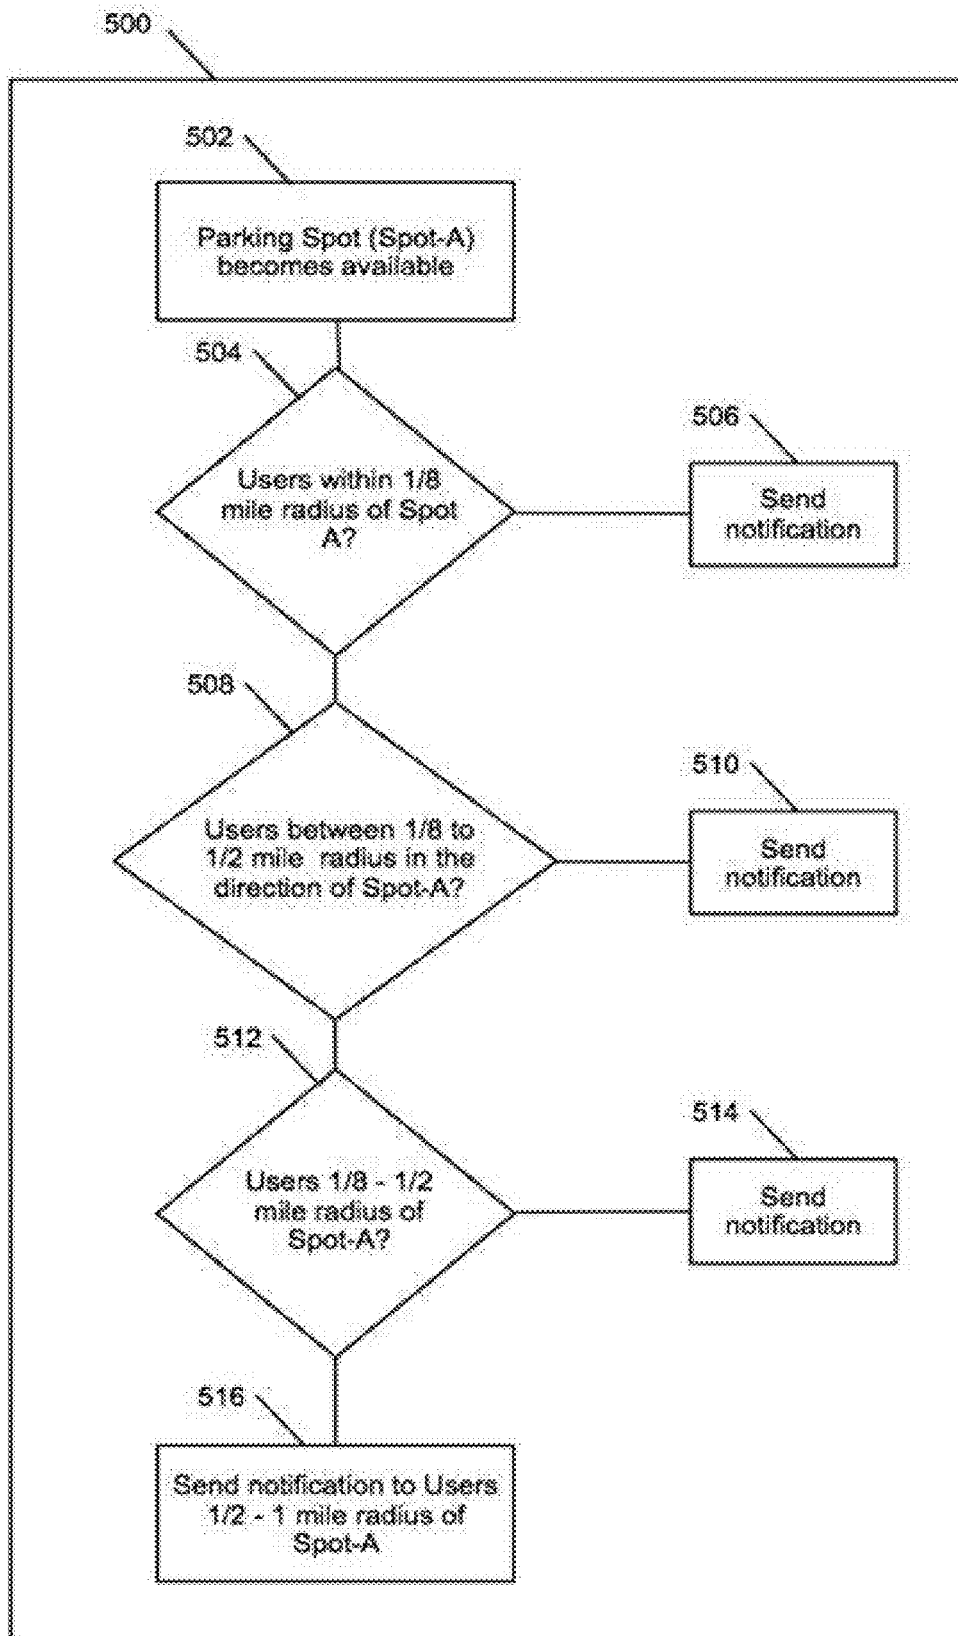 500
502
Parking Spot (Spot-A)
becomes available
504
Users within 1/8
mile radius of Spot
A?
506
Send
notification
508
Users between 1/8 to
1/2 mile radius in the
direction of Spot-A?
510
Send
notification
512
Users 1/8 - 1/2
mile radius of
Spot-A?
514
Send
notification
516
Send notification to Users
1/2 - 1 mile radius of
Spot-A